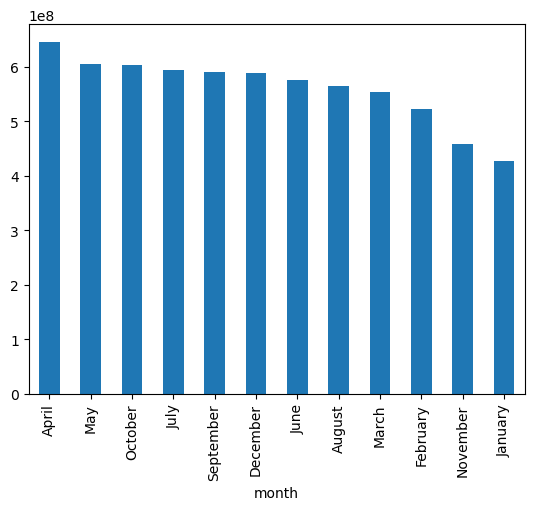 1e8
6
5
4
3
2
1
0
April
May
October
July
September
December
June
August
March
February
November
January
month